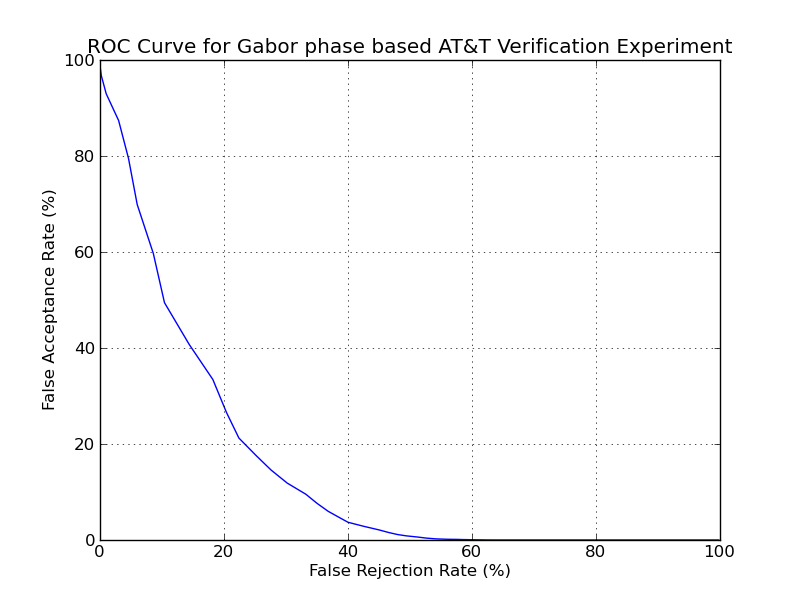 ROC Curve for Gabor phase based AT&T Verification Experiment
100
80
60
40
20
0
False Acceptance Rate (%)
0 20 40 60 80 100
False Rejection Rate (%)